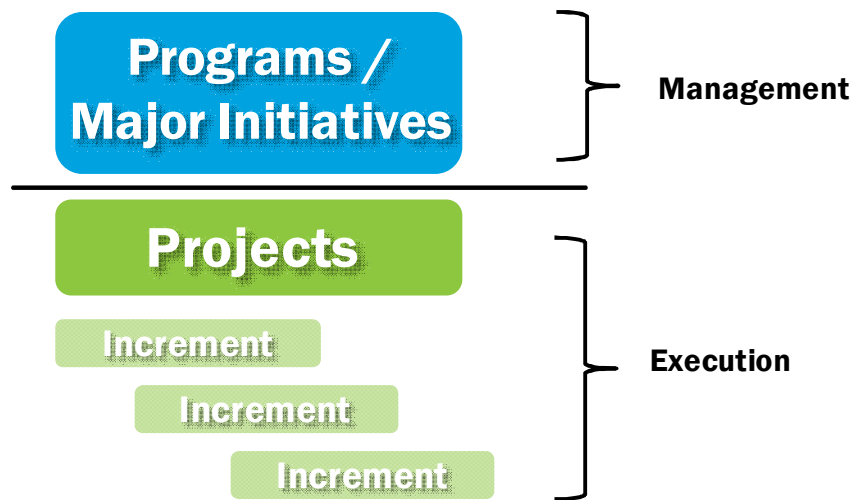 Programs /
Major Initiatives
Management
Projects
Increment
Increment
Increment
Execution